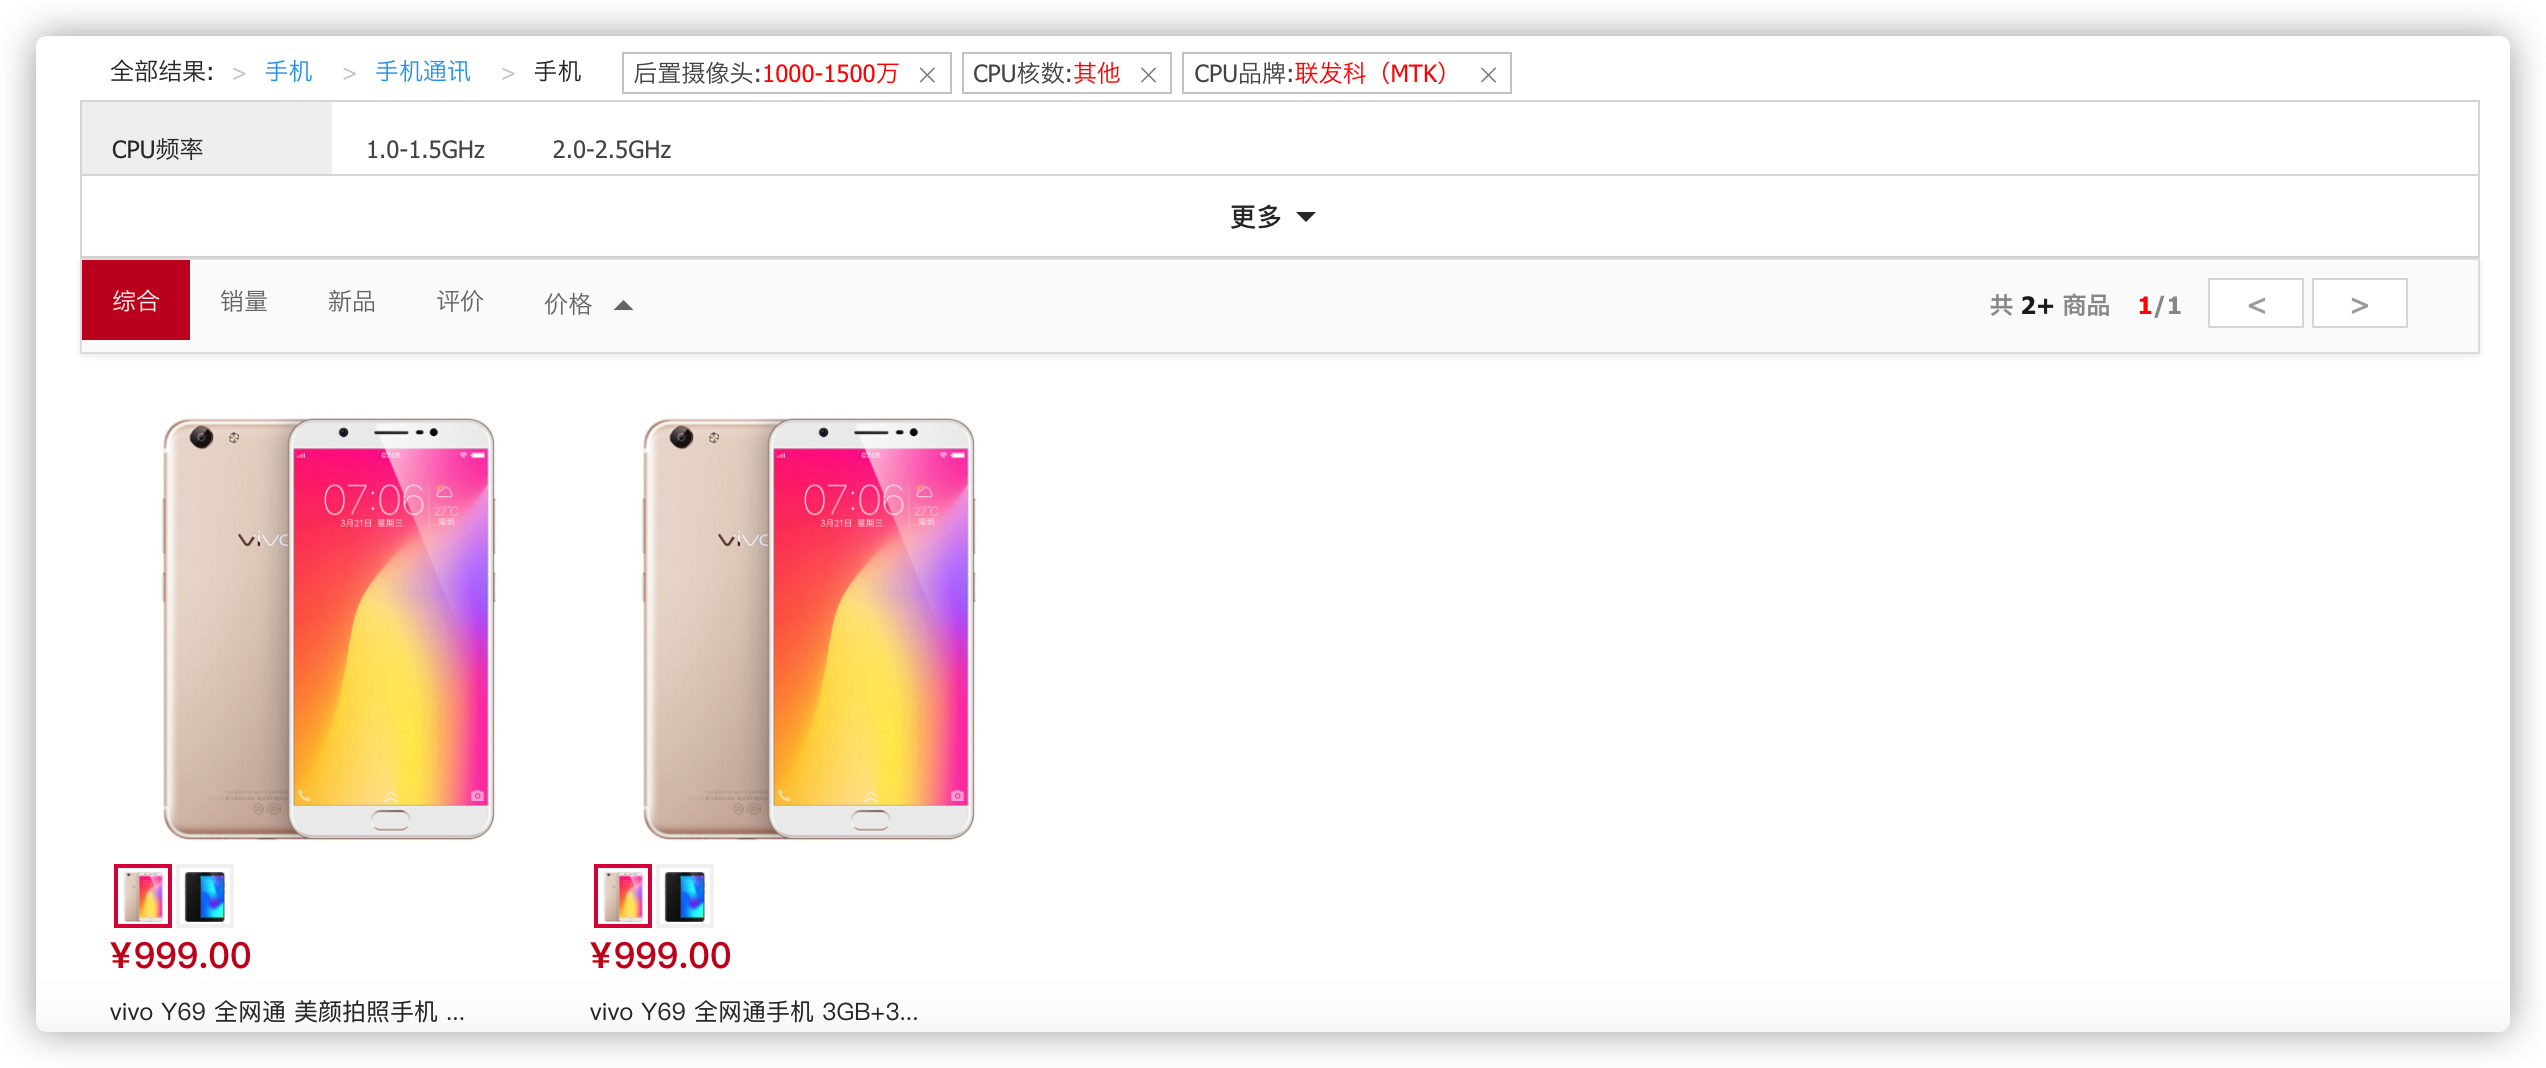 全部结果: > 手机 > 手机通讯 > 手机 后置摄像头:1000-1500万 × CPU核数:其他 × CPU品牌:联发科（MTK） ×
CPU频率 1.0-1.5GHz 2.0-2.5GHz
更多
综合 销量 新品 评价 价格 共 2+ 商品 1/1 < >
07:06 07:06
07:06 27℃ 07:06 27℃
3月21日 星期三 深圳 3月21日 星期三 深圳
vivo vivo
¥999.00 ¥999.00
vivo Y69 全网通 美颜拍照手机 ... vivo Y69 全网通手机 3GB+3...